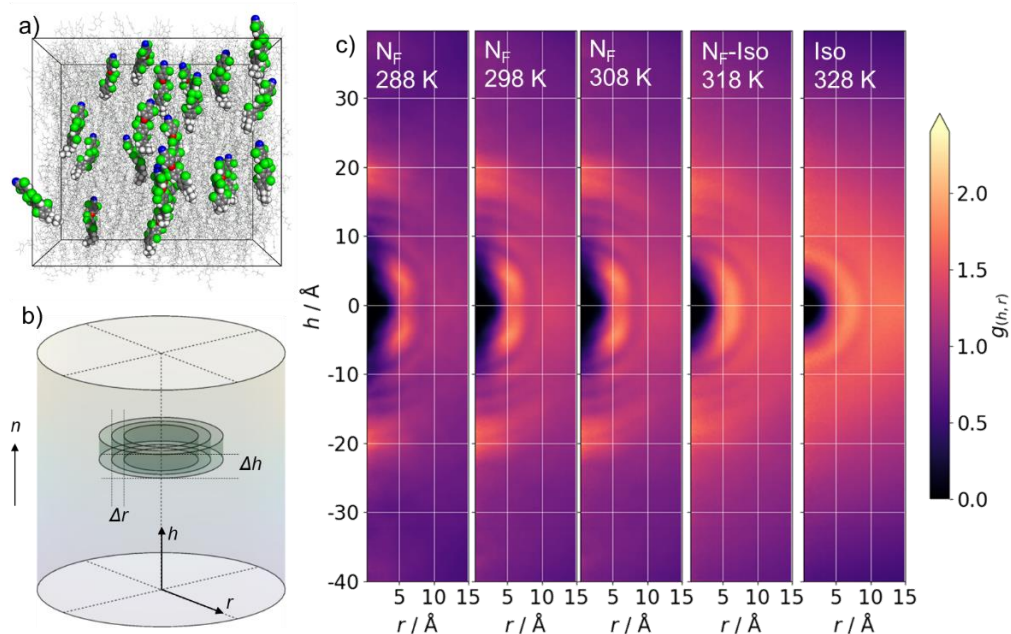 a)
b)
n
Δh
Δr
h
r
c)
N_F
288 K
N_F
298 K
N_F
308 K
N_F-Iso
318 K
Iso
328 K
h / Å
30
20
10
0
-10
-20
-30
-40
5 10 15
5 10 15
5 10 15
5 10 15
5 10 15
r / Å
r / Å
r / Å
r / Å
r / Å
2.0
1.5
1.0
0.5
0.0
g(h, r)